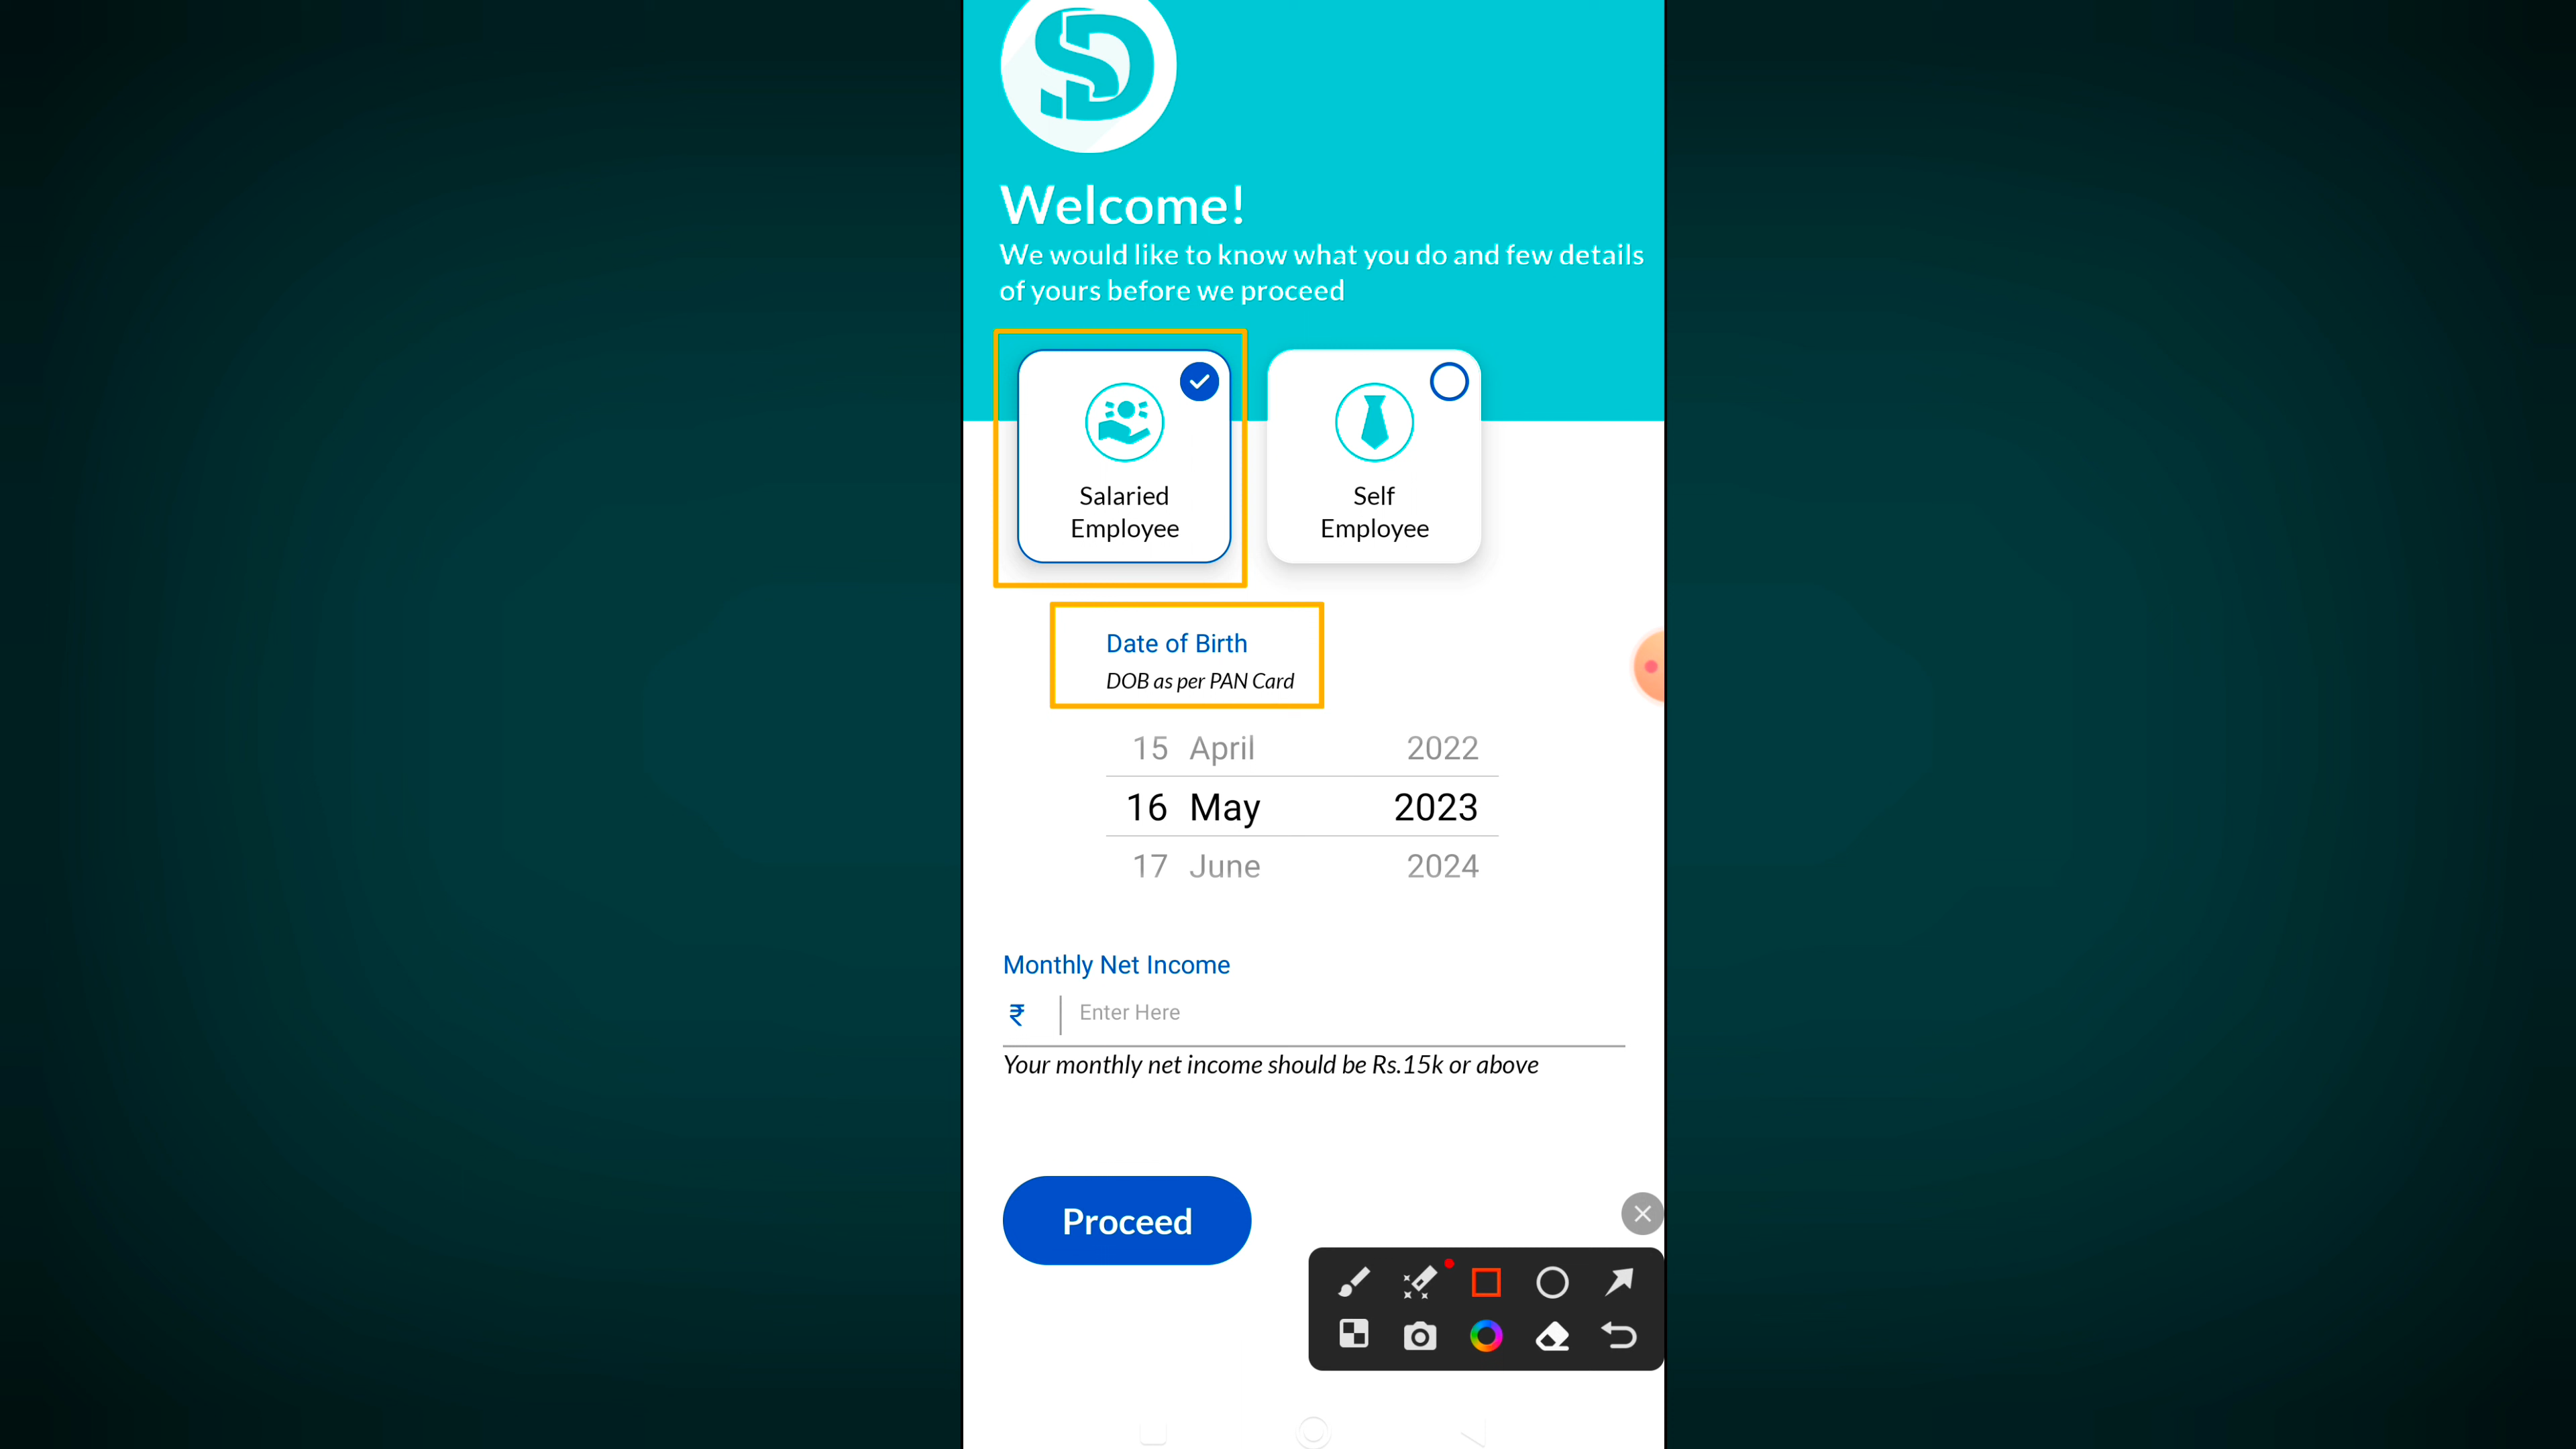 SD
Welcome!
We would like to know what you do and few details
of yours before we proceed
Salaried
Employee
Self
Employee
Date of Birth
DOB as per PAN Card
15 April 2022
16 May 2023
17 June 2024
Monthly Net Income
₹ Enter Here
Your monthly net income should be Rs.15k or above
Proceed